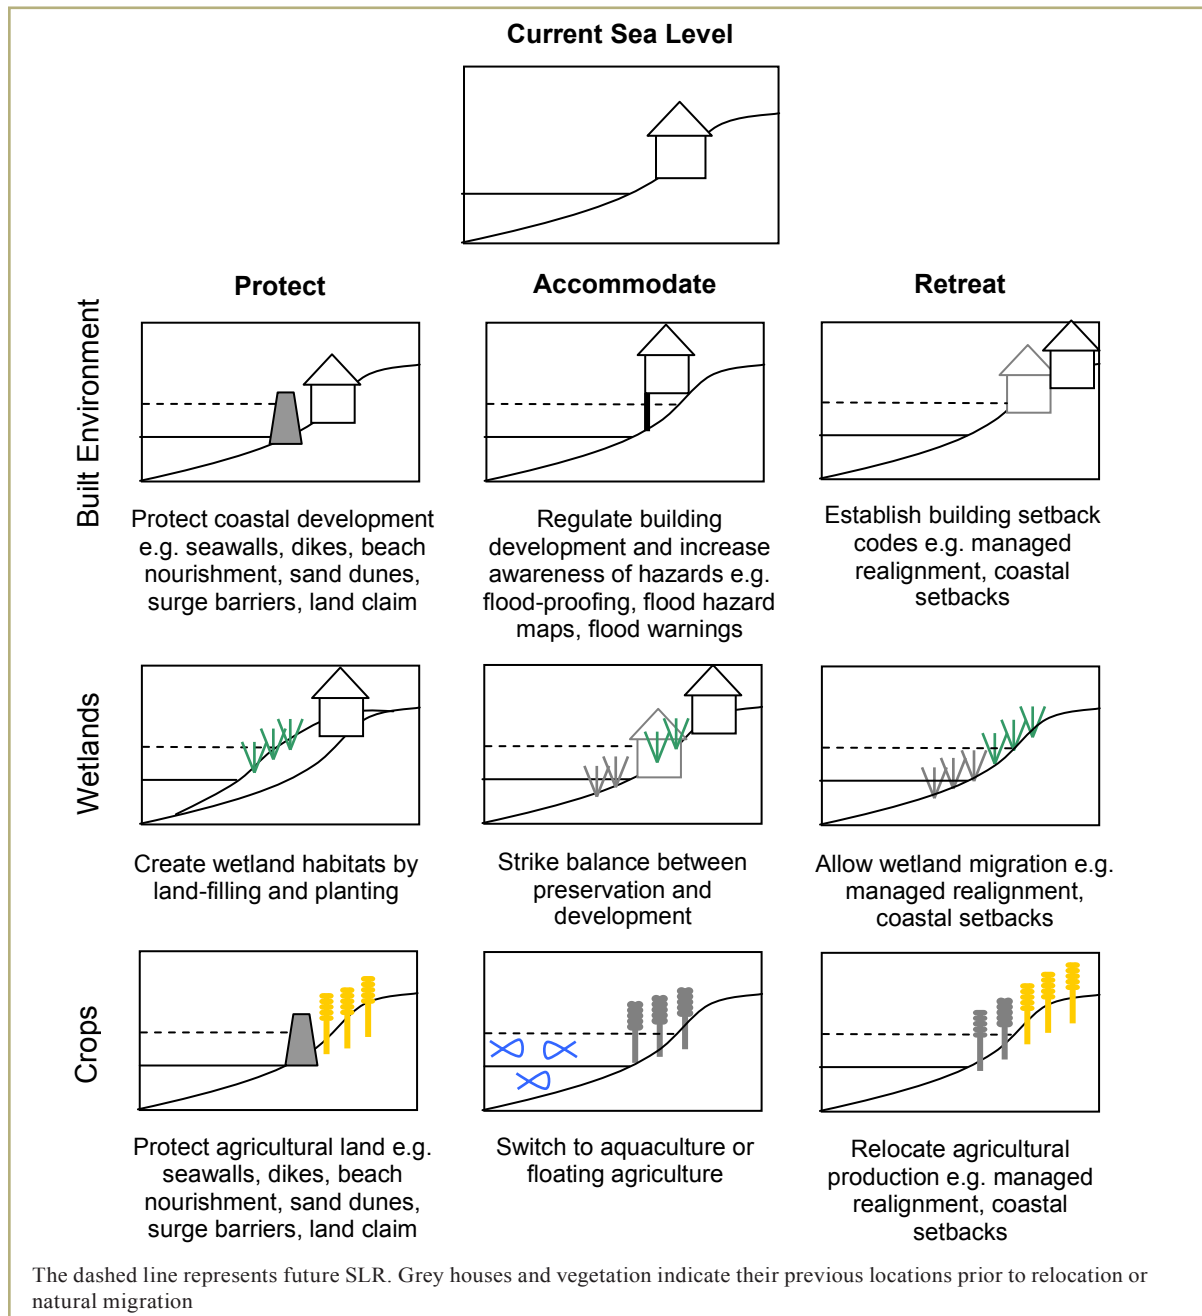 Current Sea Level
Protect
Accommodate
Retreat
Built Environment
Protect coastal development
e.g. seawalls, dikes, beach
nourishment, sand dunes,
surge barriers, land claim
Regulate building
development and increase
awareness of hazards e.g.
flood-proofing, flood hazard
maps, flood warnings
Establish building setback
codes e.g. managed
realignment, coastal
setbacks
Wetlands
Create wetland habitats by
land-filling and planting
Strike balance between
preservation and
development
Allow wetland migration e.g.
managed realignment,
coastal setbacks
Crops
Protect agricultural land e.g.
seawalls, dikes, beach
nourishment, sand dunes,
surge barriers, land claim
Switch to aquaculture or
floating agriculture
Relocate agricultural
production e.g. managed
realignment, coastal
setbacks
The dashed line represents future SLR. Grey houses and vegetation indicate their previous locations prior to relocation or
natural migration